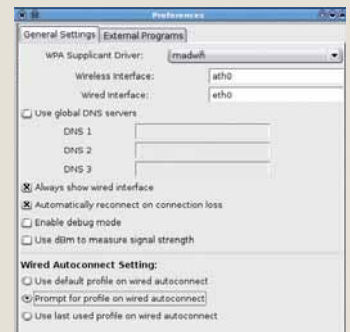 Preferences
General Settings External Programs
WPA Supplicant Driver: madwifi
Wireless Interface: ath0
Wired Interface: eth0
Use global DNS servers
DNS 1
DNS 2
DNS 3
Always show wired interface
Automatically reconnect on connection loss
Enable debug mode
Use dBm to measure signal strength
Wired Autoconnect Setting:
Use default profile on wired autoconnect
Prompt for profile on wired autoconnect
Use last used profile on wired autoconnect